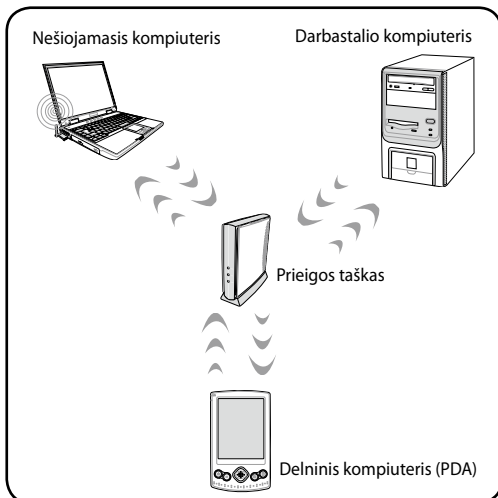 Nešiojamasis kompiuteris
Darbastalio kompiuteris
Prieigos taškas
Delninis kompiuteris (PDA)